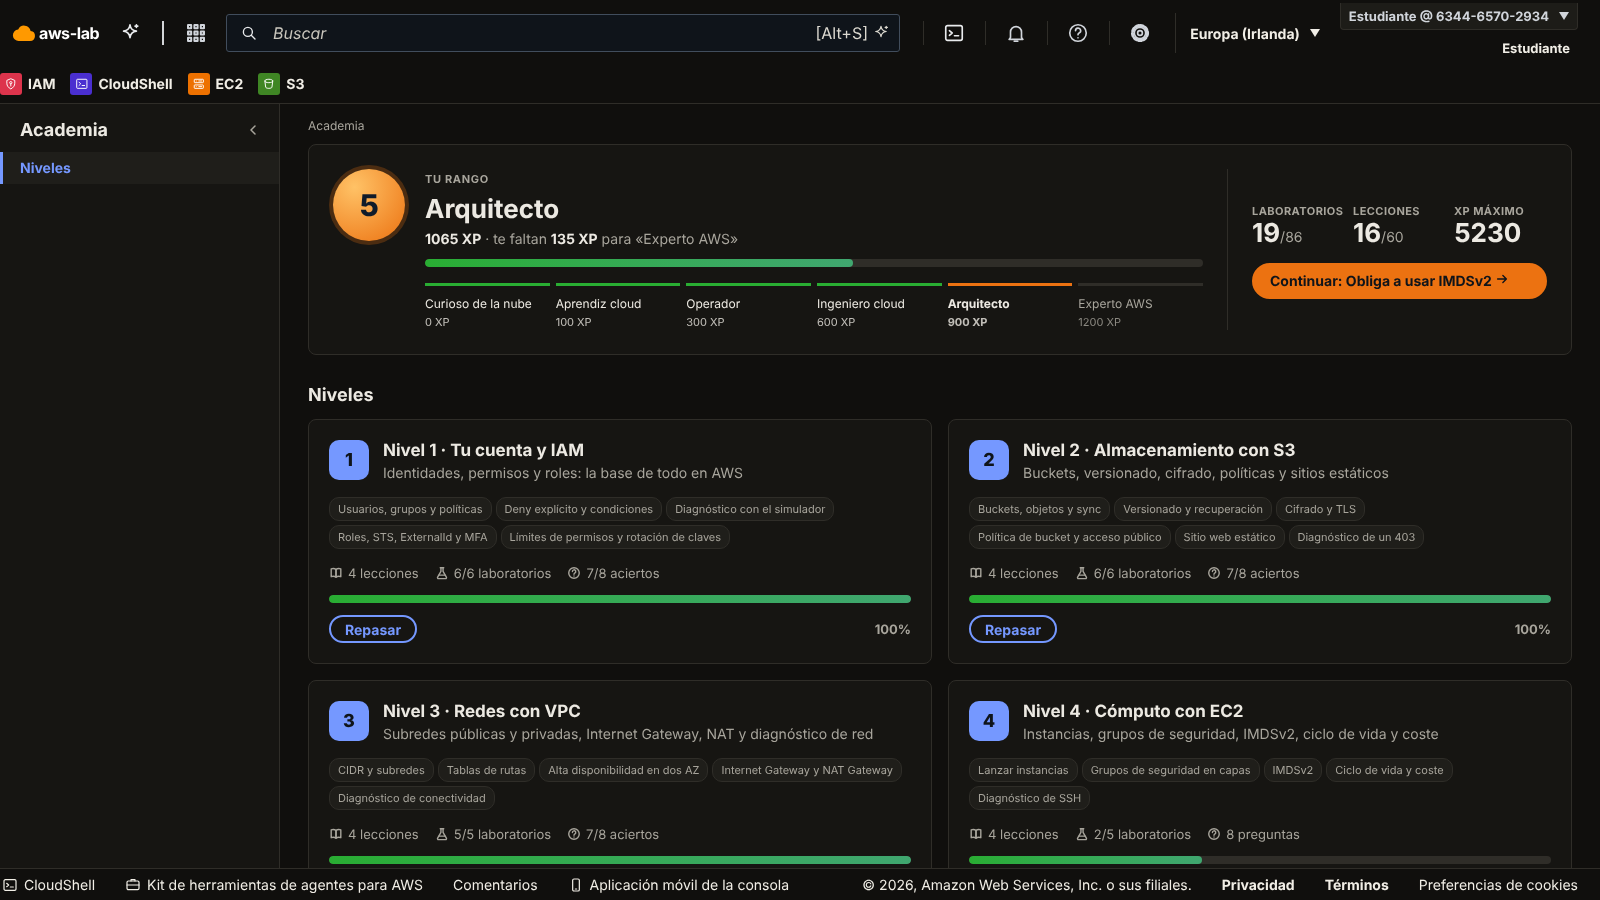 aws-lab
Buscar
[Alt+S]
Europa (Irlanda) ▼
Estudiante @ 6344-6570-2934 ▼
Estudiante
IAM
CloudShell
EC2
S3
Academia
Niveles
Academia
5
TU RANGO
Arquitecto
1065 XP · te faltan 135 XP para «Experto AWS»
Curioso de la nube
0 XP
Aprendiz cloud
100 XP
Operador
300 XP
Ingeniero cloud
600 XP
Arquitecto
900 XP
Experto AWS
1200 XP
LABORATORIOS
19/86
LECCIONES
16/60
XP MÁXIMO
5230
Continuar: Obliga a usar IMDSv2 →
Niveles
1
Nivel 1 · Tu cuenta y IAM
Identidades, permisos y roles: la base de todo en AWS
Usuarios, grupos y políticas
Deny explícito y condiciones
Diagnóstico con el simulador
Roles, STS, ExternalId y MFA
Límites de permisos y rotación de claves
4 lecciones
6/6 laboratorios
7/8 aciertos
Repasar
100%
2
Nivel 2 · Almacenamiento con S3
Buckets, versionado, cifrado, políticas y sitios estáticos
Buckets, objetos y sync
Versionado y recuperación
Cifrado y TLS
Política de bucket y acceso público
Sitio web estático
Diagnóstico de un 403
4 lecciones
6/6 laboratorios
7/8 aciertos
Repasar
100%
3
Nivel 3 · Redes con VPC
Subredes públicas y privadas, Internet Gateway, NAT y diagnóstico de red
CIDR y subredes
Tablas de rutas
Alta disponibilidad en dos AZ
Internet Gateway y NAT Gateway
Diagnóstico de conectividad
4 lecciones
5/5 laboratorios
7/8 aciertos
4
Nivel 4 · Cómputo con EC2
Instancias, grupos de seguridad, IMDSv2, ciclo de vida y coste
Lanzar instancias
Grupos de seguridad en capas
IMDSv2
Ciclo de vida y coste
Diagnóstico de SSH
4 lecciones
2/5 laboratorios
8 preguntas
CloudShell
Kit de herramientas de agentes para AWS
Comentarios
Aplicación móvil de la consola
© 2026, Amazon Web Services, Inc. o sus filiales.
Privacidad
Términos
Preferencias de cookies